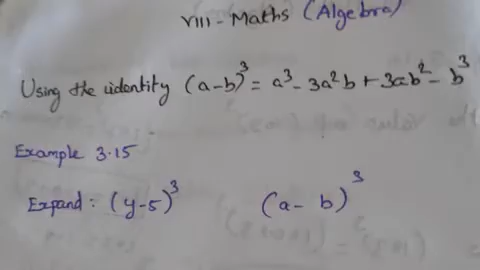 VIII - Maths (Algebra)
Using the identity (a-b)³ = a³ - 3a²b + 3ab² - b³
Example 3.15
Expand : (y-5)³ (a - b)³